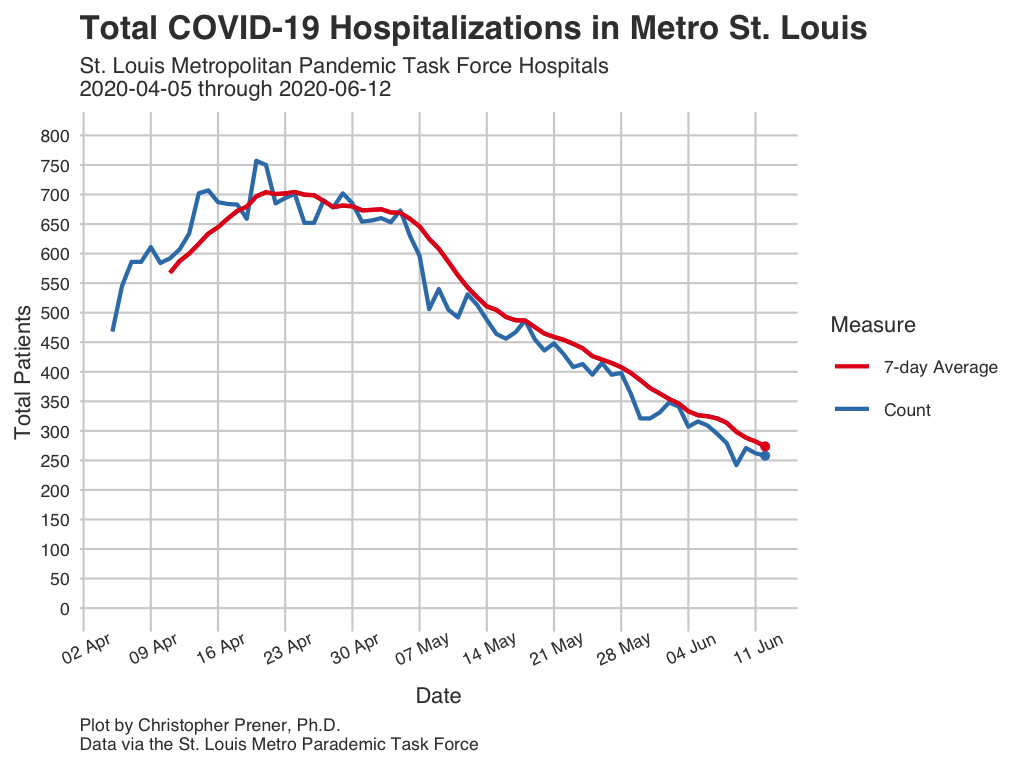 Total COVID-19 Hospitalizations in Metro St. Louis
St. Louis Metropolitan Pandemic Task Force Hospitals
2020-04-05 through 2020-06-12
800
750
700
650
600
550
500
450
400
350
300
250
200
150
100
50
0
Total Patients
02 Apr
09 Apr
16 Apr
23 Apr
30 Apr
07 May
14 May
21 May
28 May
04 Jun
11 Jun
Date
Measure
7-day Average
Count
Plot by Christopher Prener, Ph.D.
Data via the St. Louis Metro Parademic Task Force